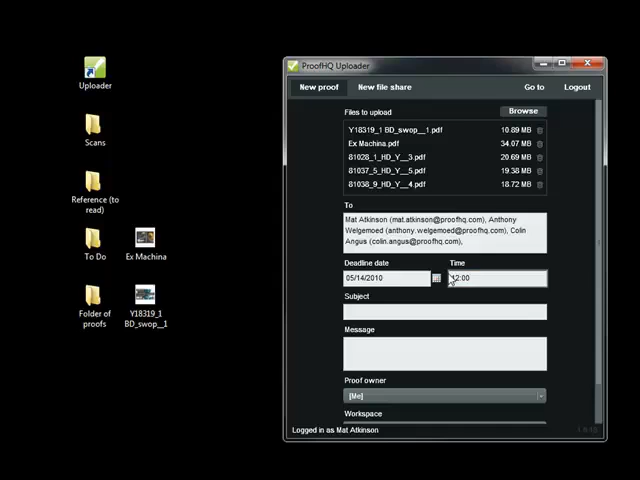 Uploader
Scans
Reference (to
read)
To Do
Ex Machina
Folder of
proofs
Y18319_1
BD_swop__1
ProofHQ Uploader
New proof
New file share
Go to
Logout
Files to upload
Browse
Y18319_1 BD_swop__1.pdf
10.89 MB
Ex Machina.pdf
34.07 MB
81028_1_HD_Y__3.pdf
20.69 MB
81037_5_HD_Y__5.pdf
19.38 MB
81038_9_HD_Y__4.pdf
18.72 MB
To
Mat Atkinson (mat.atkinson@proofhq.com), Anthony
Welgemoed (anthony.welgemoed@proofhq.com), Colin
Angus (colin.angus@proofhq.com),
Deadline date
Time
05/14/2010
12:00
Subject
Message
Proof owner
[Me]
Workspace
Logged in as Mat Atkinson